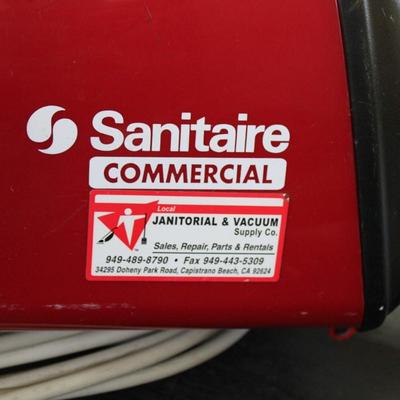 Sanitaire®
COMMERCIAL
Local
JANITORIAL & VACUUM
Supply Co.
Sales, Repair, Parts & Rentals
949-489-8790 • Fax 949-443-5309
34295 Doheny Park Road, Capistrano Beach, CA 92624